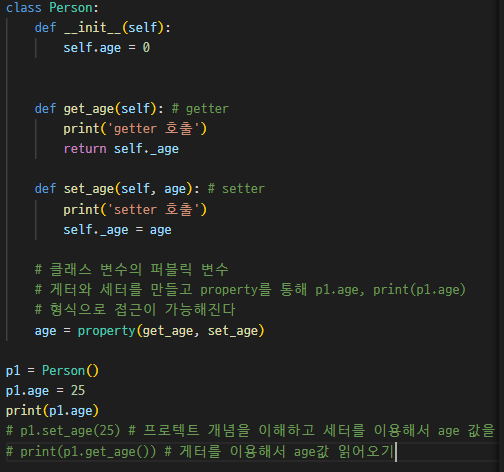 class Person:
    def __init__(self):
        self.age = 0
    def get_age(self): # getter
        print('getter 호출')
        return self._age
    def set_age(self, age): # setter
        print('setter 호출')
        self._age = age
    # 클래스 변수의 퍼블릭 변수
    # 게터와 세터를 만들고 property를 통해 p1.age, print(p1.age)
    # 형식으로 접근이 가능해진다
    age = property(get_age, set_age)
p1 = Person()
p1.age = 25
print(p1.age)
# p1.set_age(25) # 프로텍트 개념을 이해하고 세터를 이용해서 age 값을
# print(p1.get_age()) # 게터를 이용해서 age값 읽어오기